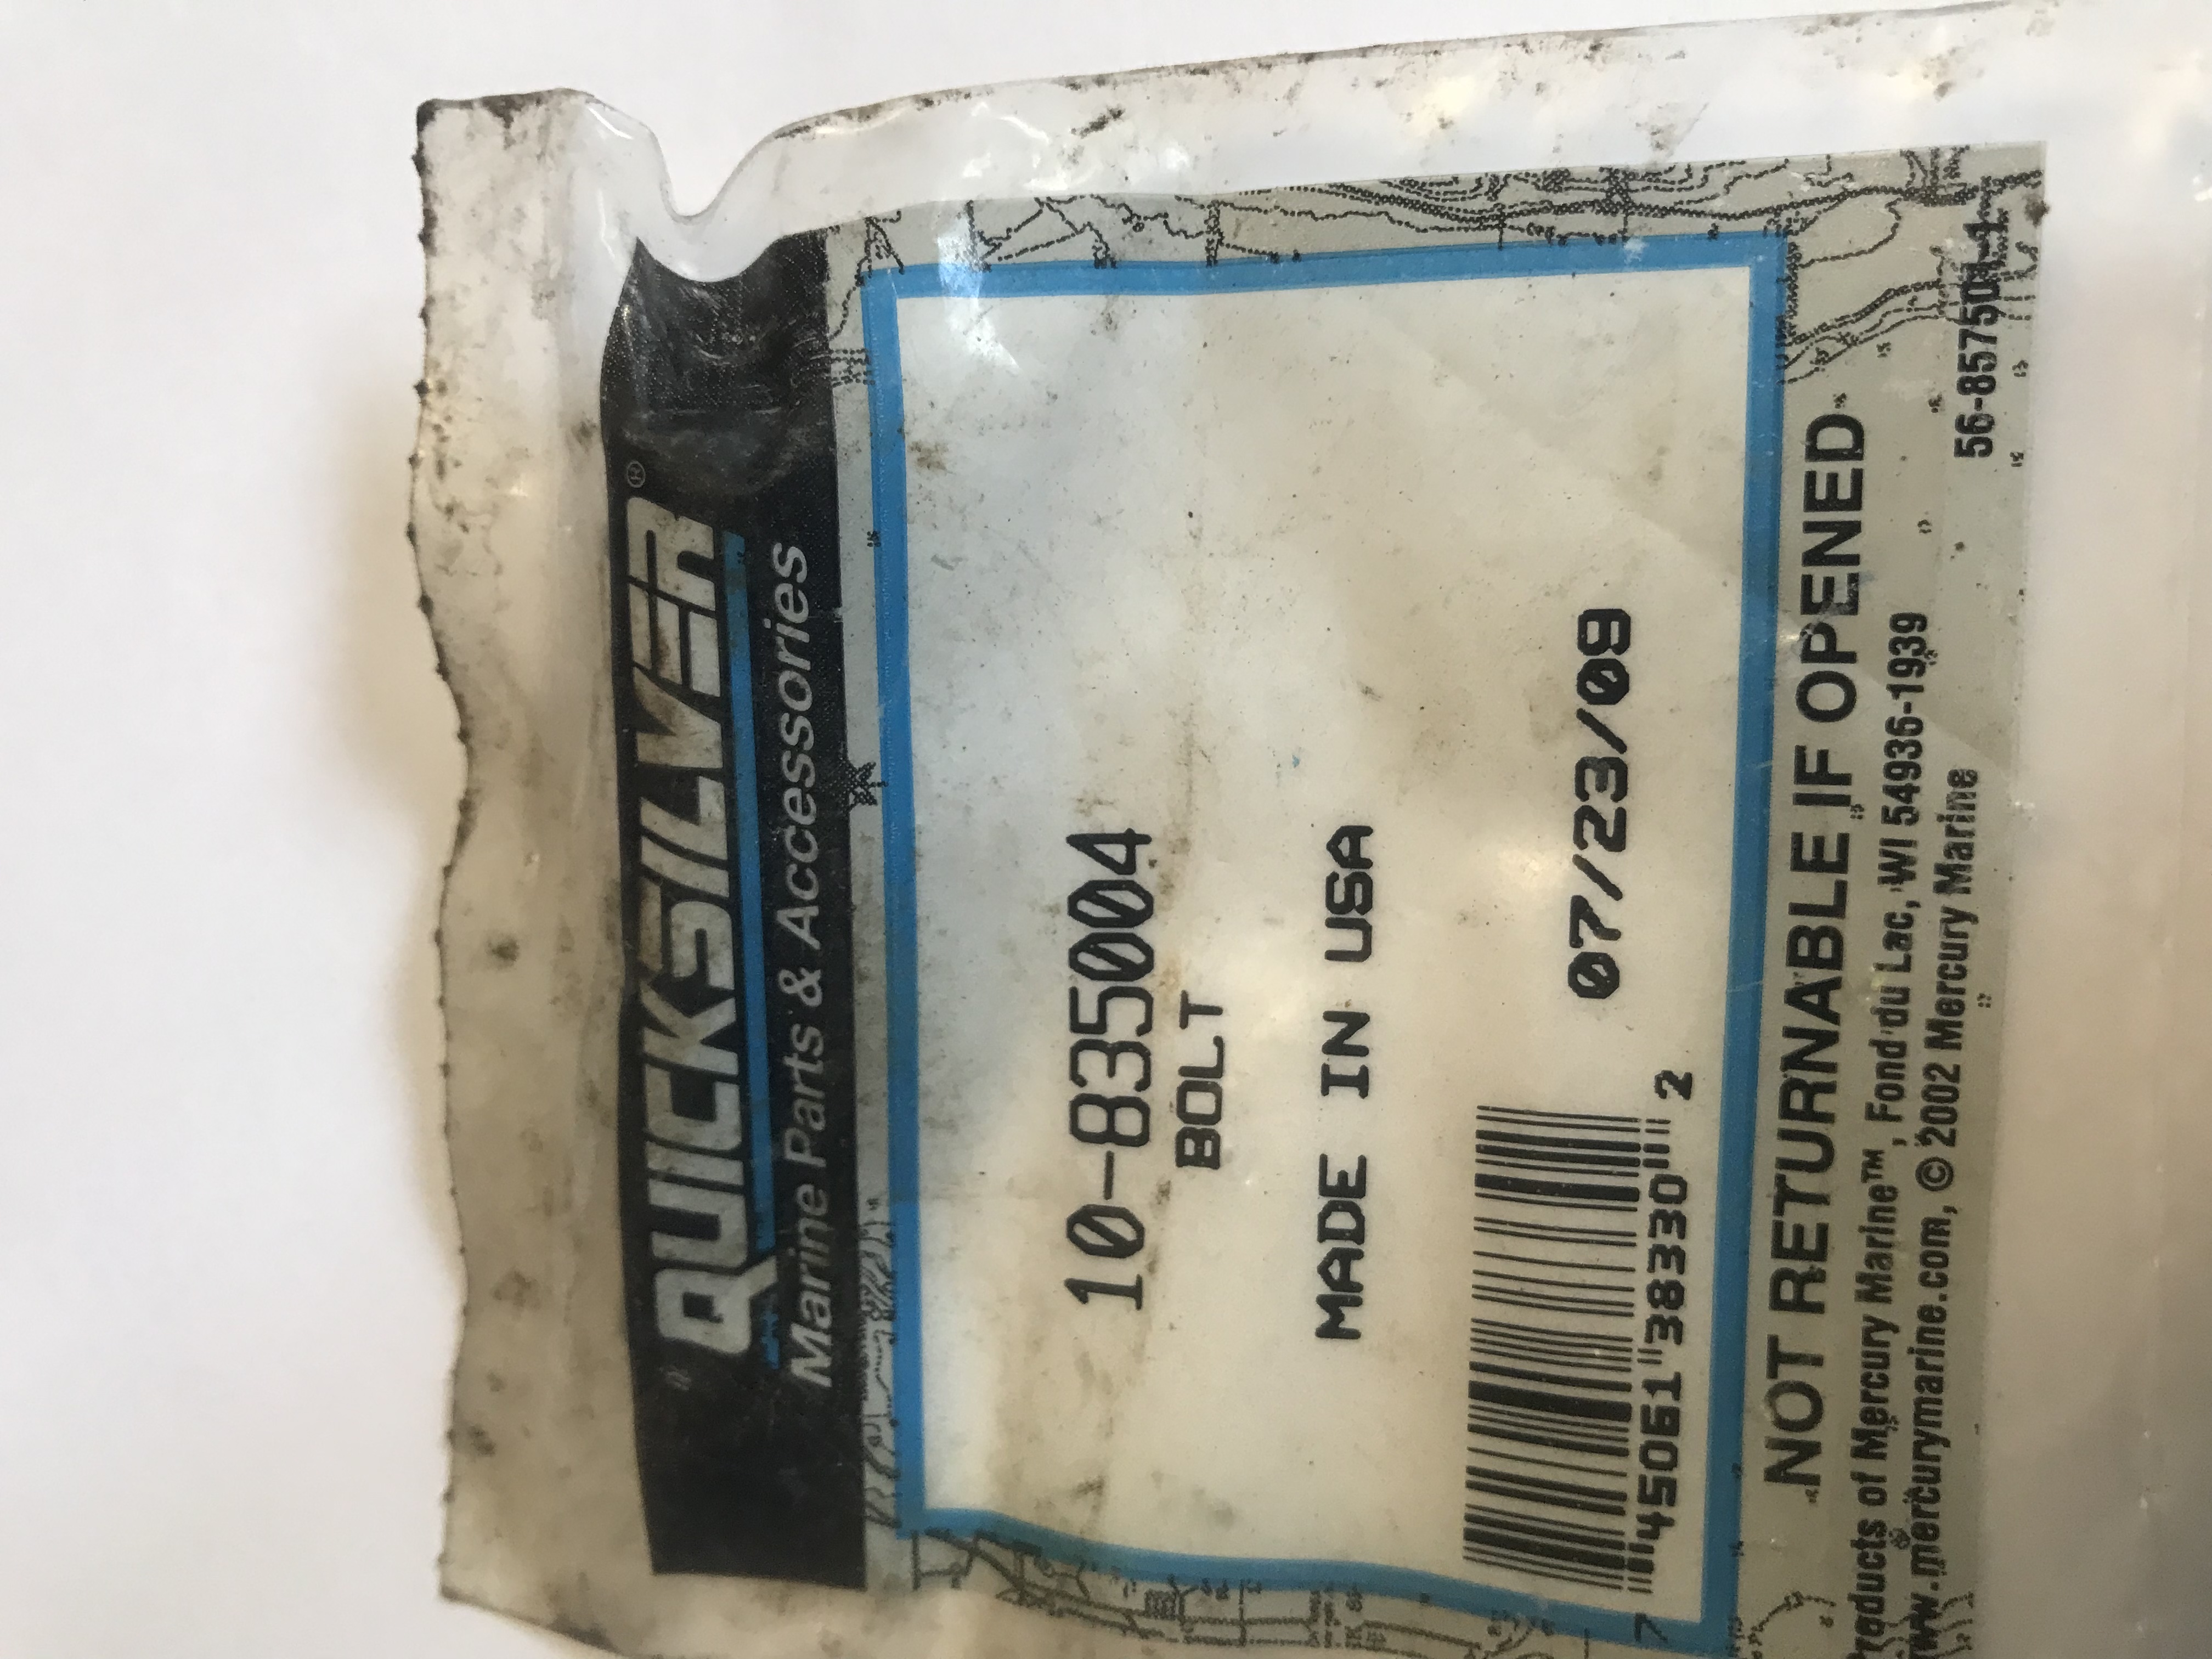 QUICKSILVER®
Marine Parts & Accessories
10-835004
BOLT
MADE IN USA
07/23/09
7 45061 38330 2
NOT RETURNABLE IF OPENED
Products of Mercury Marine™, Fond du Lac, WI 54936-1939
www.mercurymarine.com, © 2002 Mercury Marine